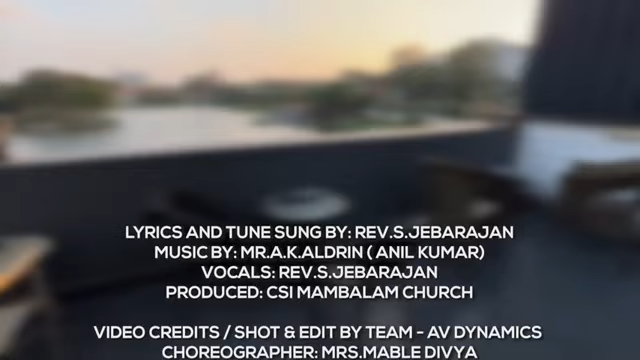 LYRICS AND TUNE SUNG BY: REV.S.JEBARAJAN
MUSIC BY: MR.A.K.ALDRIN ( ANIL KUMAR)
VOCALS: REV.S.JEBARAJAN
PRODUCED: CSI MAMBALAM CHURCH
VIDEO CREDITS / SHOT & EDIT BY TEAM - AV DYNAMICS
CHOREOGRAPHER: MRS.MABLE DIVYA